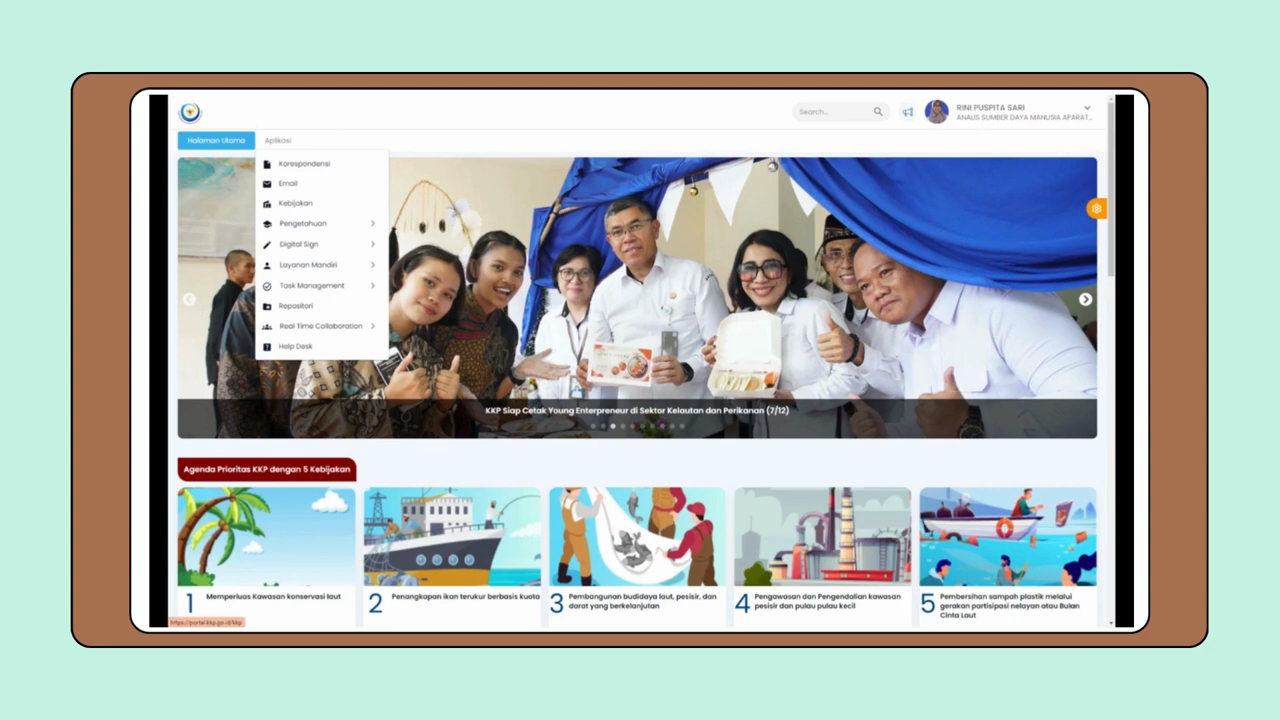 Search...
RINI PUSPITA SARI
ANALIS SUMBER DAYA MANUSIA APARAT...
Halaman Utama
Aplikasi
Korespondensi
Email
Kebijakan
Pengetahuan
Digital Sign
Layanan Mandiri
Task Management
Repositori
Real Time Collaboration
Help Desk
KKP Siap Cetak Young Enterpreneur di Sektor Kelautan dan Perikanan (7/12)
Agenda Prioritas KKP dengan 5 Kebijakan
1 Memperluas Kawasan konservasi laut
2 Penangkapan ikan terukur berbasis kuota
3 Pembangunan budidaya laut, pesisir, dan
darat yang berkelanjutan
4 Pengawasan dan Pengendalian kawasan
pesisir dan pulau pulau kecil
5 Pembersihan sampah plastik melalui
gerakan partisipasi nelayan atau Bulan
Cinta Laut
https://portal.kkp.go.id/kkp